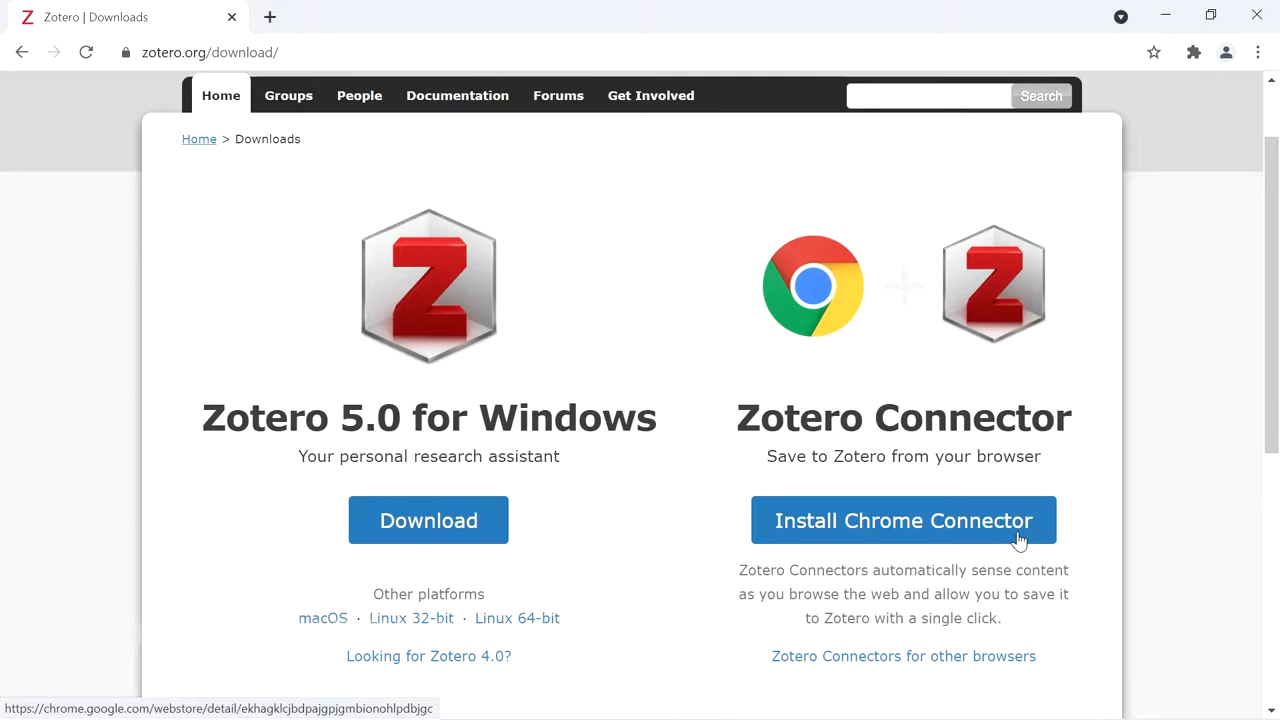 Zotero | Downloads
zotero.org/download/
Home Groups People Documentation Forums Get Involved Search
Home > Downloads
Z Z
Zotero 5.0 for Windows
Your personal research assistant
Download
Other platforms
macOS · Linux 32-bit · Linux 64-bit
Looking for Zotero 4.0?
Zotero Connector
Save to Zotero from your browser
Install Chrome Connector
Zotero Connectors automatically sense content
as you browse the web and allow you to save it
to Zotero with a single click.
Zotero Connectors for other browsers
https://chrome.google.com/webstore/detail/ekhagklcjbdpajgpjgmbionohlpdbjgc